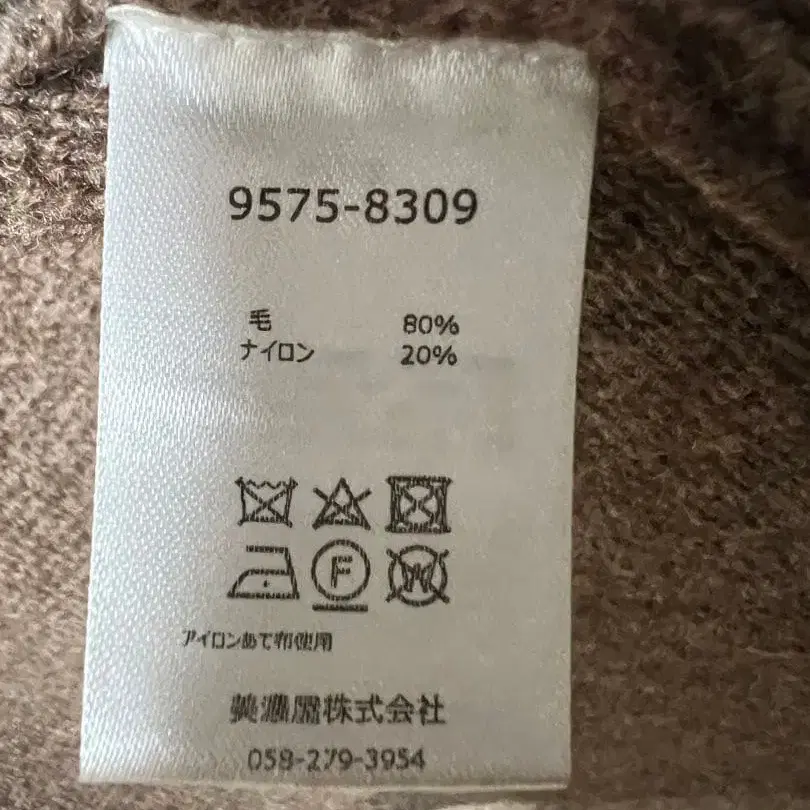 9575-8309
毛 80%
ナイロン 20%
F
W
アイロンあて布使用
美濃屋株式会社
058-279-3954